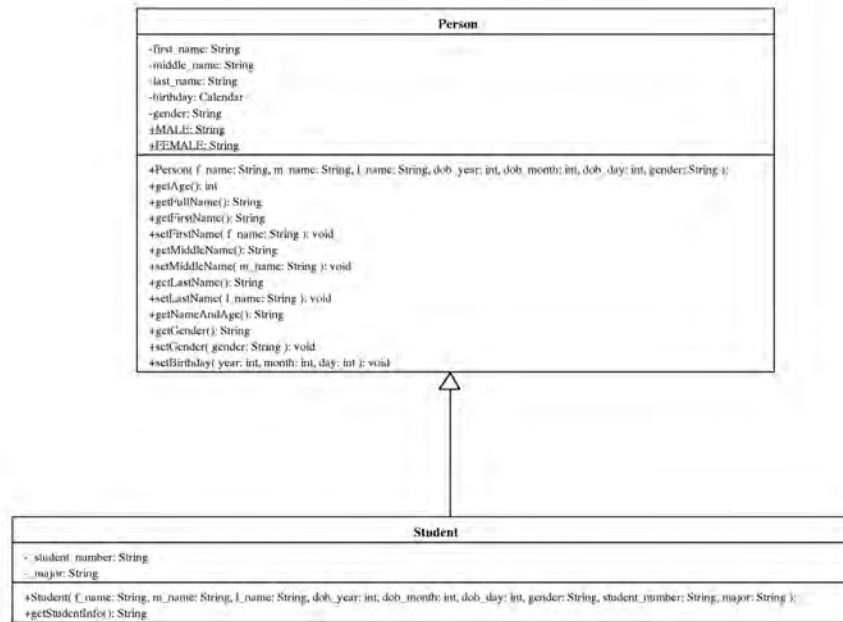 Person
-first_name: String
-middle_name: String
-last_name: String
-birthday: Calendar
-gender: String
+MALE: String
+FEMALE: String
+Person( f_name: String, m_name: String, l_name: String, dob_year: int, dob_month: int, dob_day: int, gender: String ):
+getAge(): int
+getFullName(): String
+getFirstName(): String
+setFirstName( f_name: String ): void
+getMiddleName(): String
+setMiddleName( m_name: String ): void
+getLastName(): String
+setLastName( l_name: String ): void
+getNameAndAge(): String
+getGender(): String
+setGender( gender: String ): void
+setBirthday( year: int, month: int, day: int ): void
Student
- _student_number: String
- _major: String
+Student( f_name: String, m_name: String, l_name: String, dob_year: int, dob_month: int, dob_day: int, gender: String, student_number: String, major: String ):
+getStudentInfo(): String